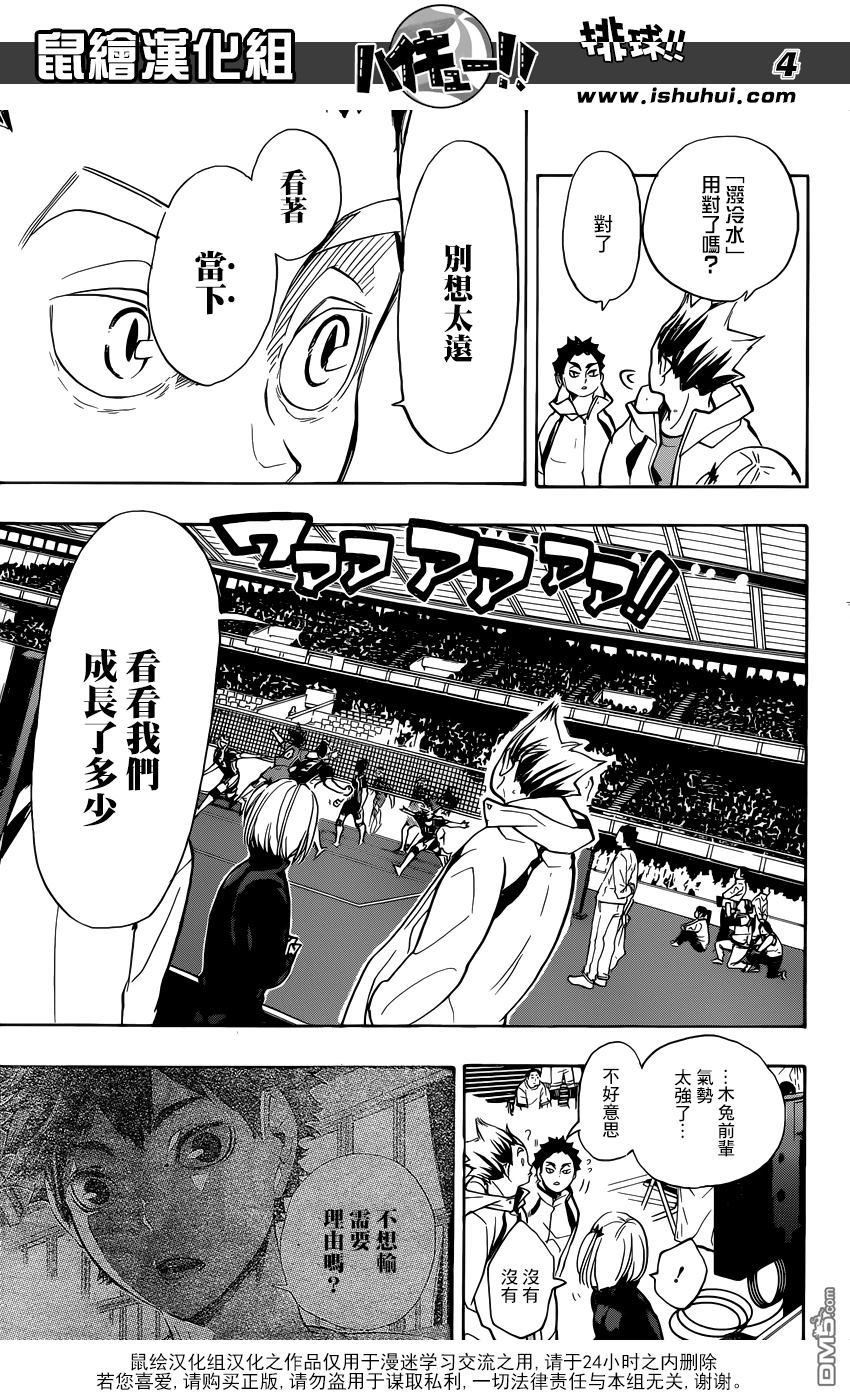 鼠繪漢化組
ハイキュー!!
排球!!
4
www.ishuhui.com
「潑冷水」
用對了嗎?
對了
別想太遠
看著
當下
ワァァァァァァァァ!!
看看我們
成長了多少
…木兔前輩
氣勢
太強了…
不好意思
!
沒有
沒有
不想輸
需要
理由嗎?
DM5.com
鼠绘汉化组汉化之作品仅用于漫迷学习交流之用, 请于24小时之内删除
若您喜爱, 请购买正版, 请勿盗用于谋取私利, 一切法律责任与本组无关, 谢谢。